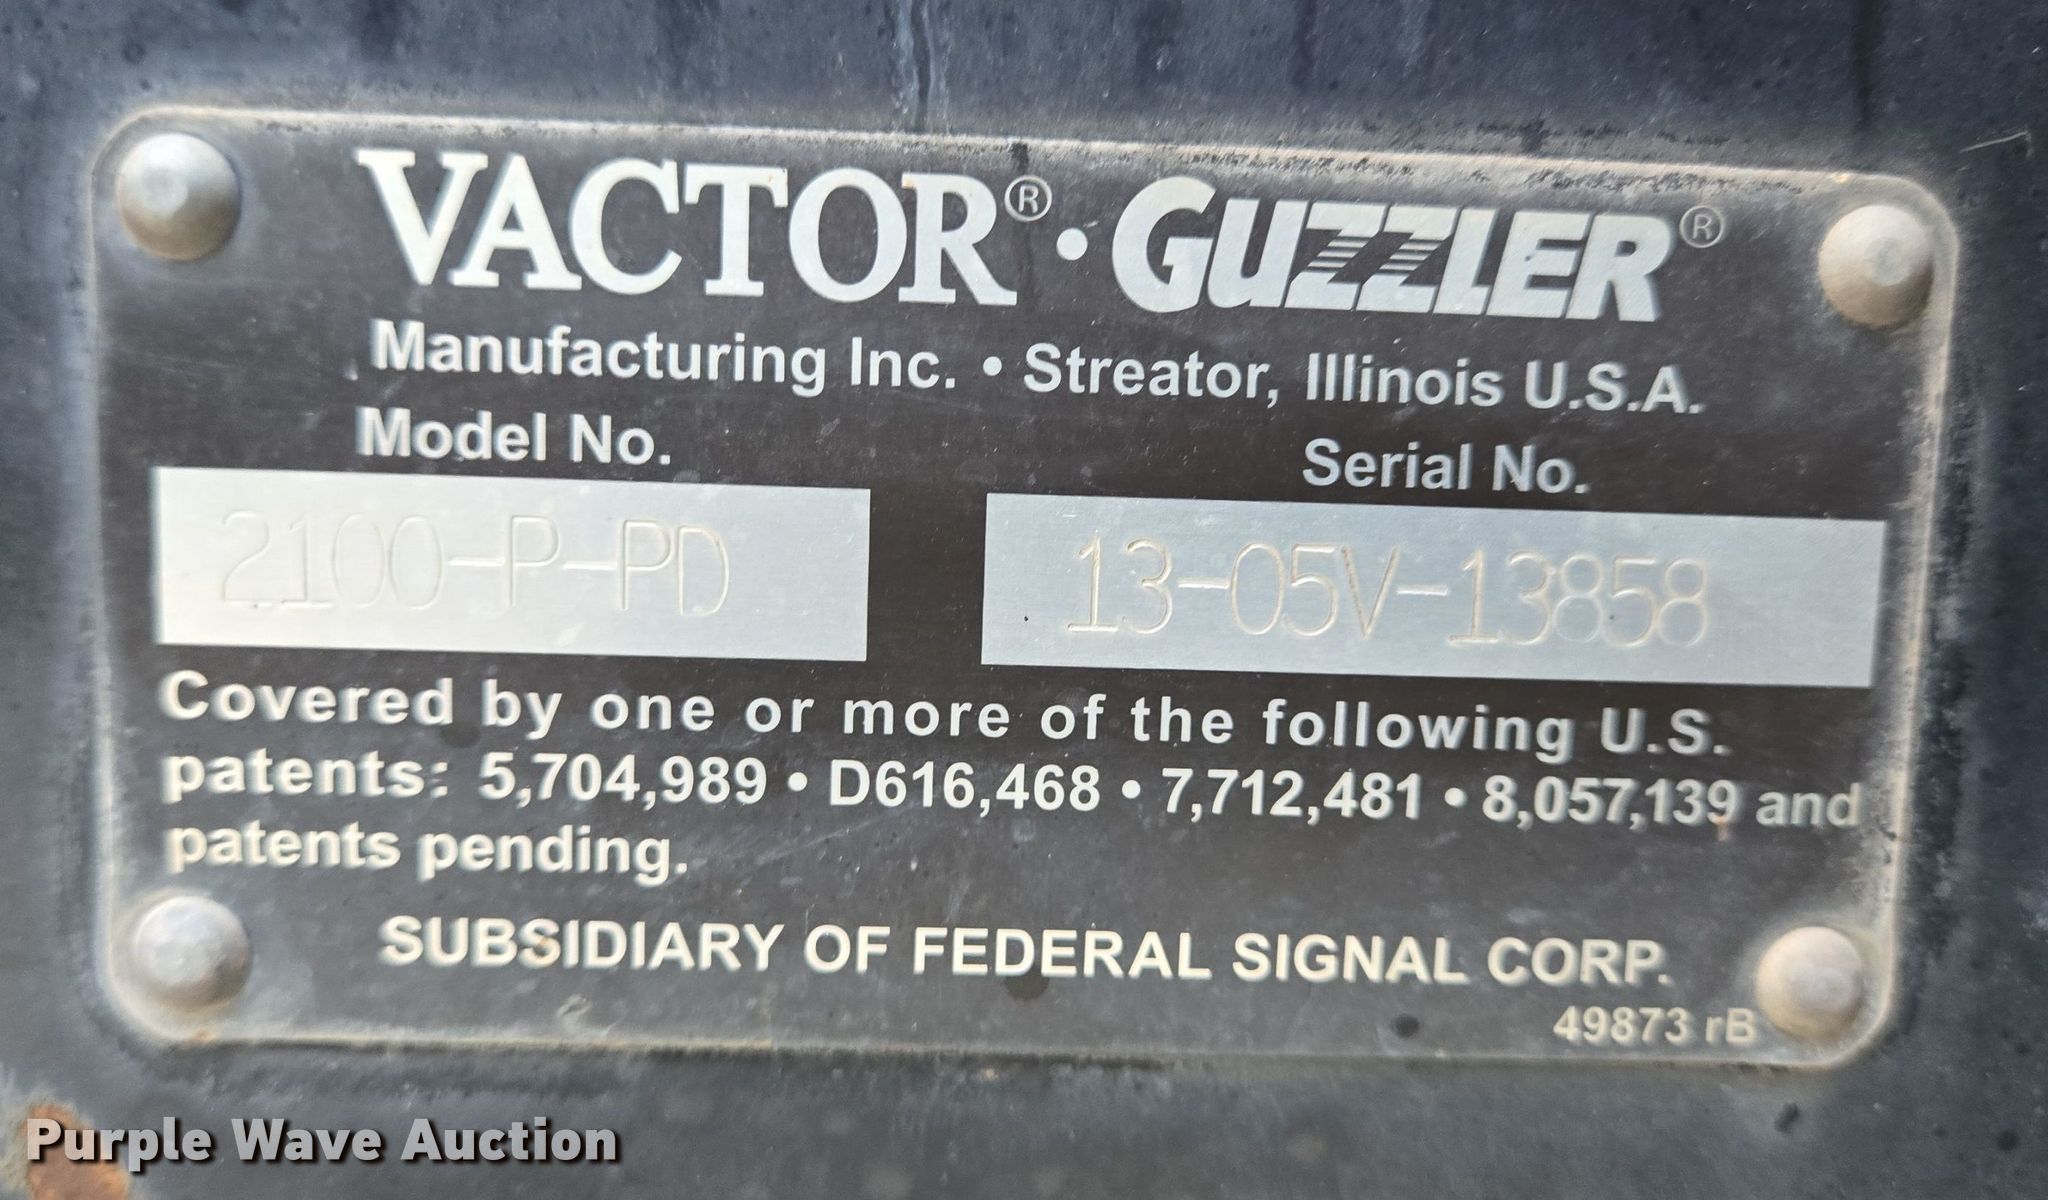 VACTOR® • GUZZLER®
Manufacturing Inc. • Streator, Illinois U.S.A.
Model No. Serial No.
2100-P-PD 13-05V-13858
Covered by one or more of the following U.S.
patents: 5,704,989 • D616,468 • 7,712,481 • 8,057,139 and
patents pending.
SUBSIDIARY OF FEDERAL SIGNAL CORP.
49873 rB
Purple Wave Auction